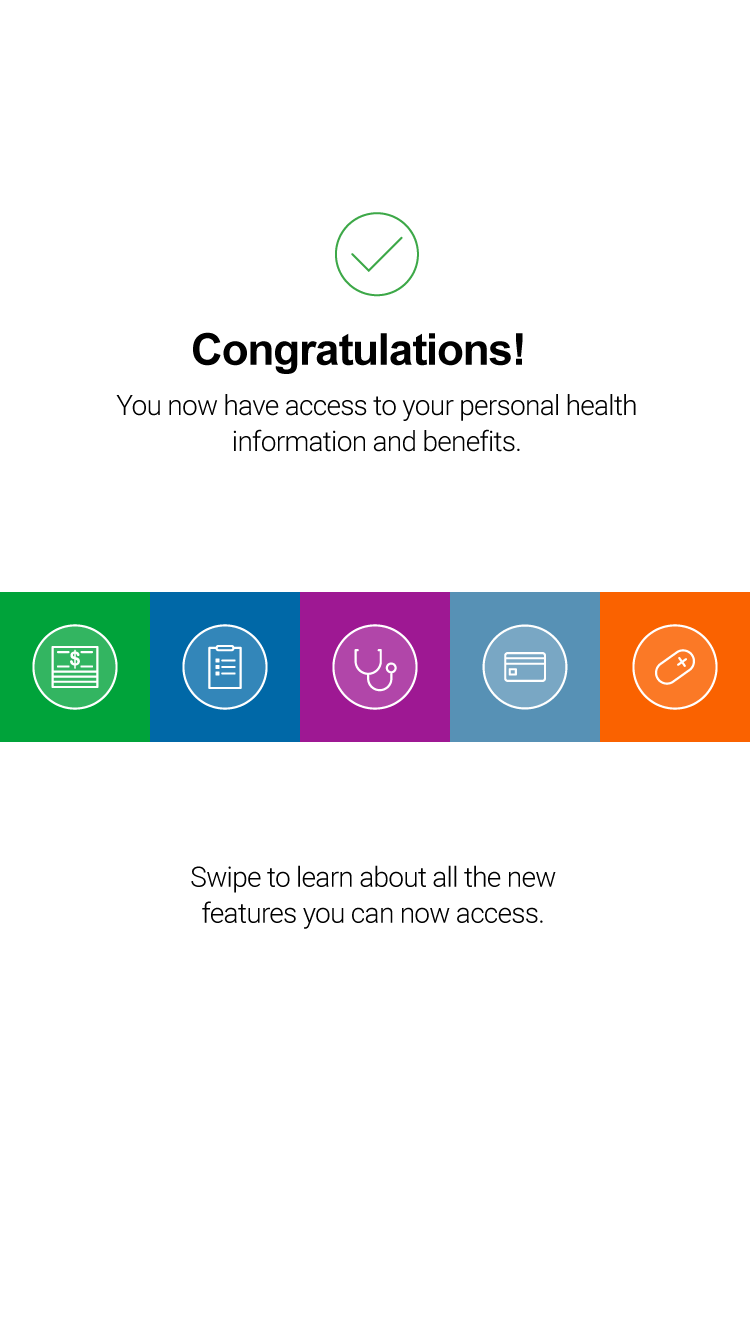 Congratulations!
You now have access to your personal health
information and benefits.
$
Swipe to learn about all the new
features you can now access.